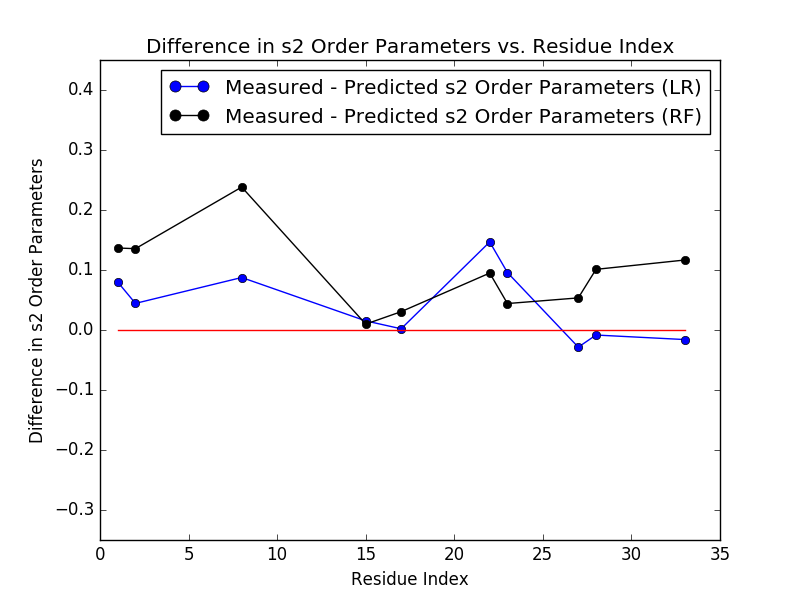 Difference in s2 Order Parameters vs. Residue Index
Measured - Predicted s2 Order Parameters (LR)
Measured - Predicted s2 Order Parameters (RF)
Difference in s2 Order Parameters
0.4
0.3
0.2
0.1
0.0
−0.1
−0.2
−0.3
0 5 10 15 20 25 30 35
Residue Index